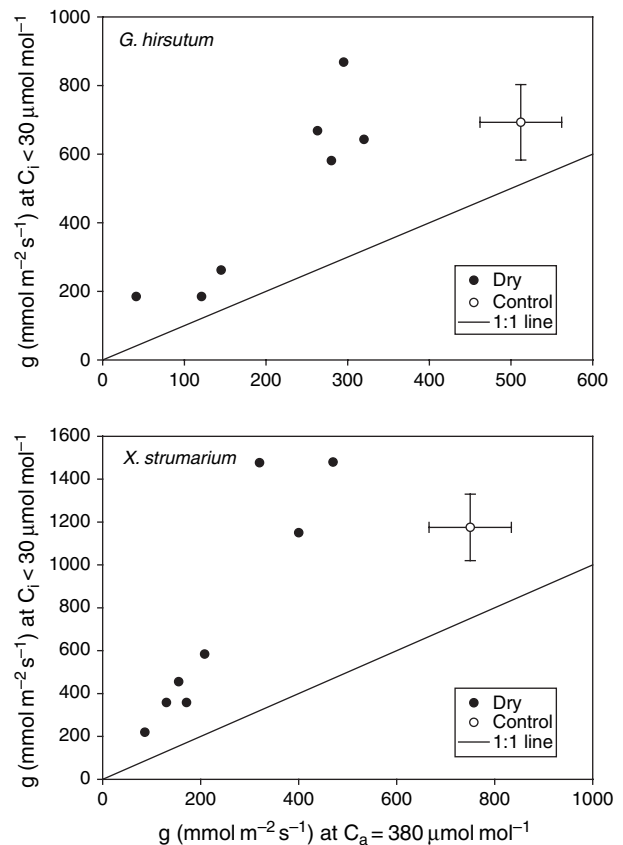 1000
G. hirsutum
800
600
400
200
0
g (mmol m⁻² s⁻¹) at Cᵢ < 30 μmol mol⁻¹
Dry
Control
1:1 line
0 100 200 300 400 500 600
1600
X. strumarium
1400
1200
1000
800
600
400
200
0
g (mmol m⁻² s⁻¹) at Cᵢ < 30 μmol mol⁻¹
Dry
Control
1:1 line
0 200 400 600 800 1000
g (mmol m⁻² s⁻¹) at Cₐ = 380 μmol mol⁻¹